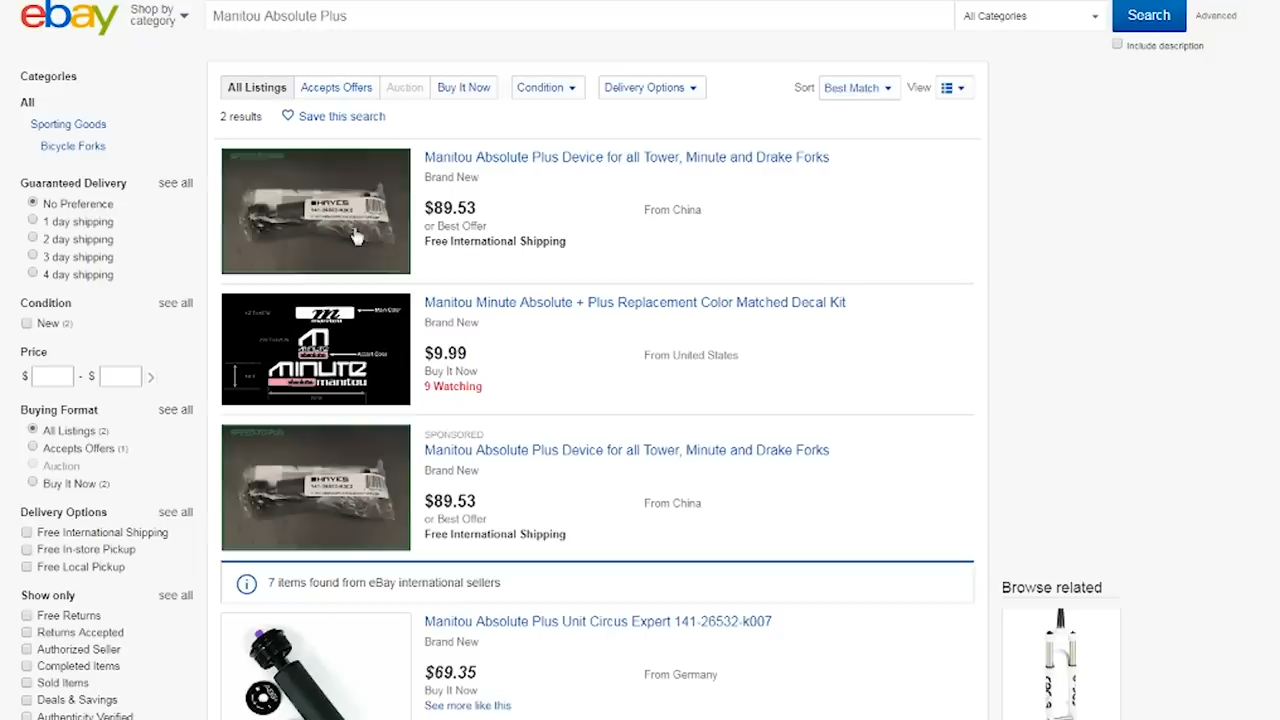 ebay
Shop by
category
Manitou Absolute Plus
All Categories
Search
Advanced
Include description
Categories
All
Sporting Goods
Bicycle Forks
Guaranteed Delivery
see all
No Preference
1 day shipping
2 day shipping
3 day shipping
4 day shipping
Condition
see all
New (2)
Price
$ - $
Buying Format
see all
All Listings (2)
Accepts Offers (1)
Auction
Buy It Now (2)
Delivery Options
see all
Free International Shipping
Free In-store Pickup
Free Local Pickup
Show only
see all
Free Returns
Returns Accepted
Authorized Seller
Completed Items
Sold Items
Deals & Savings
Authenticity Verified
All Listings
Accepts Offers
Auction
Buy It Now
Condition
Delivery Options
Sort
Best Match
View
2 results
Save this search
HAYES
Manitou Absolute Plus Device for all Tower, Minute and Drake Forks
Brand New
$89.53
From China
or Best Offer
Free International Shipping
manitou
Main Color
absolute
Accent Color
MINUTE
absolute manitou
Manitou Minute Absolute + Plus Replacement Color Matched Decal Kit
Brand New
$9.99
From United States
Buy It Now
9 Watching
HAYES
SPONSORED
Manitou Absolute Plus Device for all Tower, Minute and Drake Forks
Brand New
$89.53
From China
or Best Offer
Free International Shipping
7 items found from eBay international sellers
Manitou Absolute Plus Unit Circus Expert 141-26532-k007
Brand New
$69.35
From Germany
Buy It Now
See more like this
Browse related